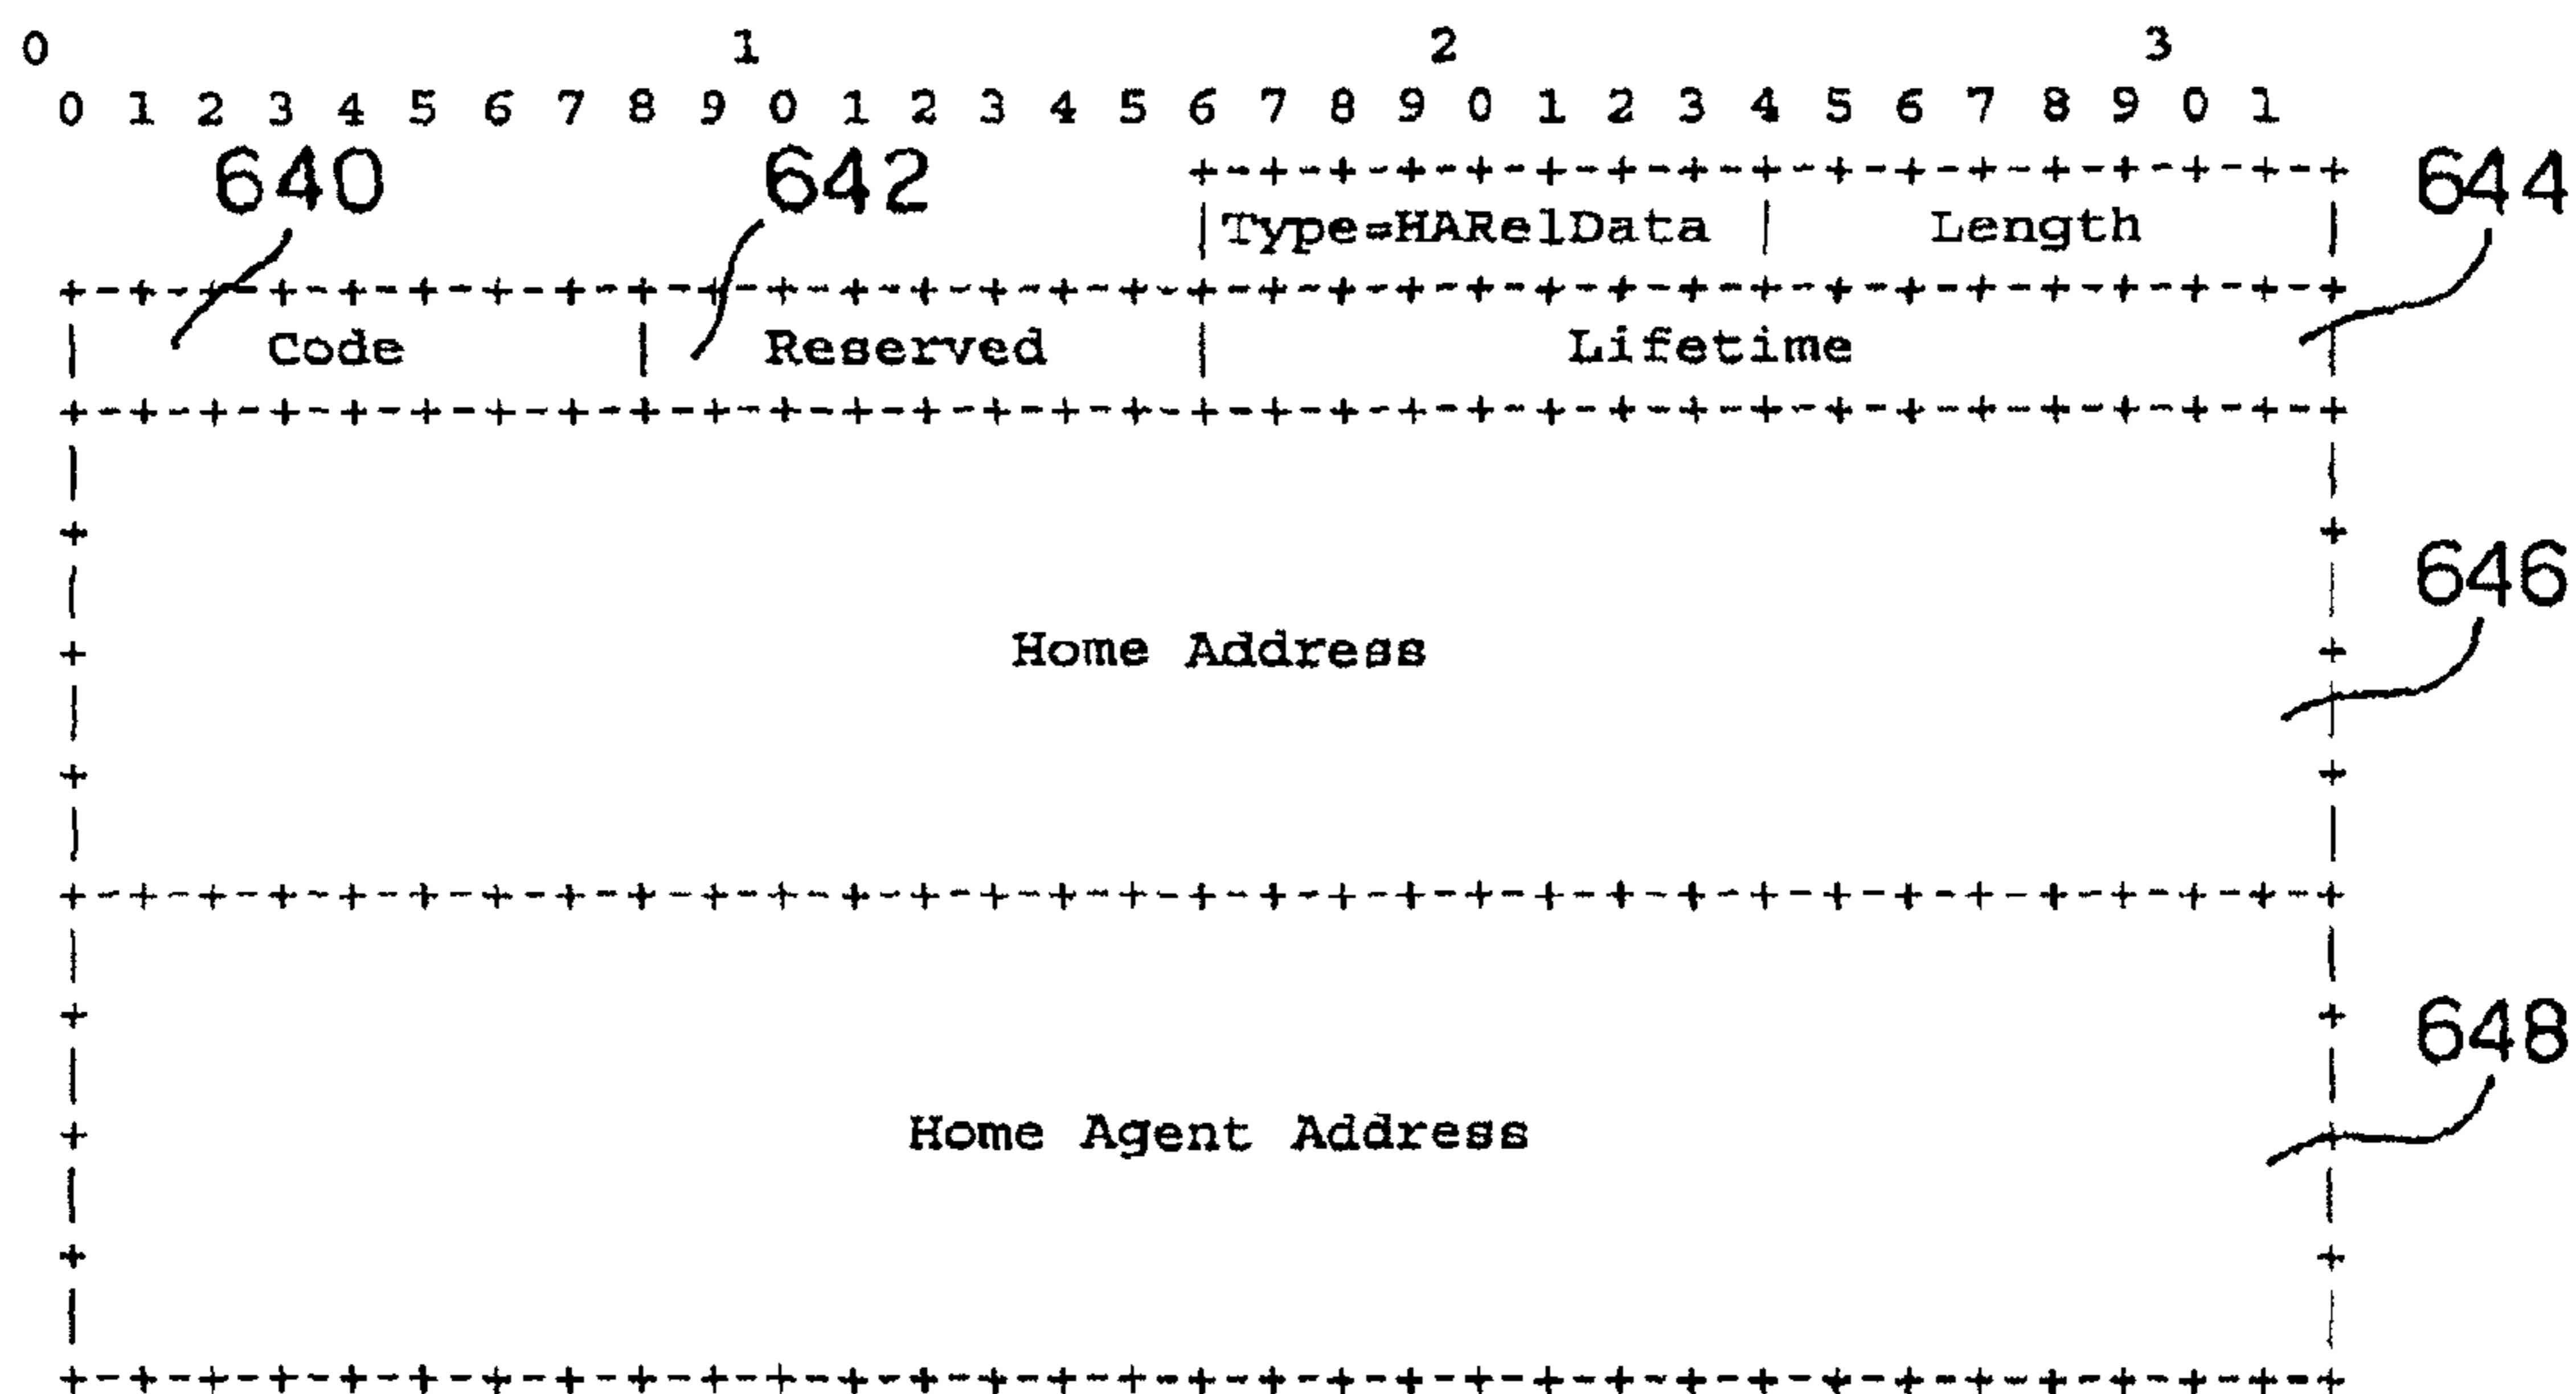 0 1 2 3
0 1 2 3 4 5 6 7 8 9 0 1 2 3 4 5 6 7 8 9 0 1 2 3 4 5 6 7 8 9 0 1
640 642 +-+-+-+-+-+-+-+-+-+-+-+-+-+-+-+-+ 644
|Type=HARelData | Length |
+-+-+-+-+-+-+-+-+-+-+-+-+-+-+-+-+-+-+-+-+-+-+-+-+-+-+-+-+-+-+-+-+
| Code | Reserved | Lifetime |
+-+-+-+-+-+-+-+-+-+-+-+-+-+-+-+-+-+-+-+-+-+-+-+-+-+-+-+-+-+-+-+-+
| |
+ + 646
| |
+ Home Address +
| |
+ +
| |
+-+-+-+-+-+-+-+-+-+-+-+-+-+-+-+-+-+-+-+-+-+-+-+-+-+-+-+-+-+-+-+-+
| |
+ + 648
| |
+ Home Agent Address +
| |
+ +
| |
+-+-+-+-+-+-+-+-+-+-+-+-+-+-+-+-+-+-+-+-+-+-+-+-+-+-+-+-+-+-+-+-+